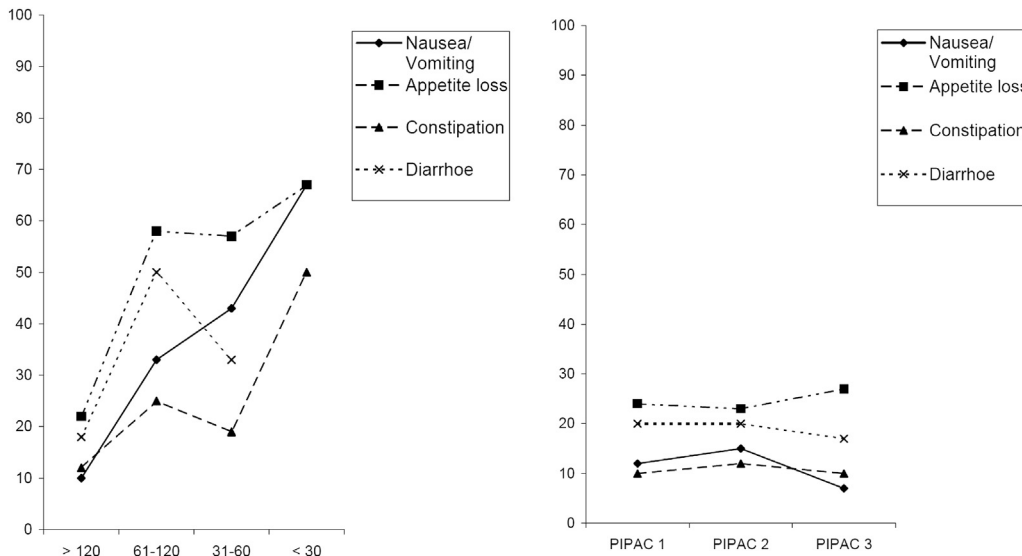 100
90
80
70
60
50
40
30
20
10
0
> 120
61-120
31-60
< 30
Nausea/
Vomiting
Appetite loss
Constipation
Diarrhoe
100
90
80
70
60
50
40
30
20
10
0
PIPAC 1
PIPAC 2
PIPAC 3
Nausea/
Vomiting
Appetite loss
Constipation
Diarrhoe